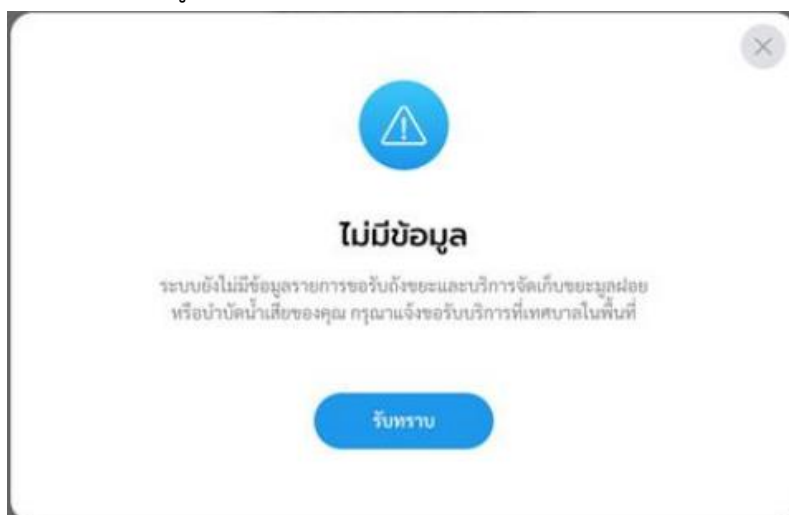 ไม่มีข้อมูล
ระบบยังไม่มีข้อมูลรายการขอรับถังขยะและบริการจัดเก็บขยะมูลฝอย
หรือบำบัดน้ำเสียของคุณ กรุณาแจ้งขอรับบริการที่เทศบาลในพื้นที่
รับทราบ